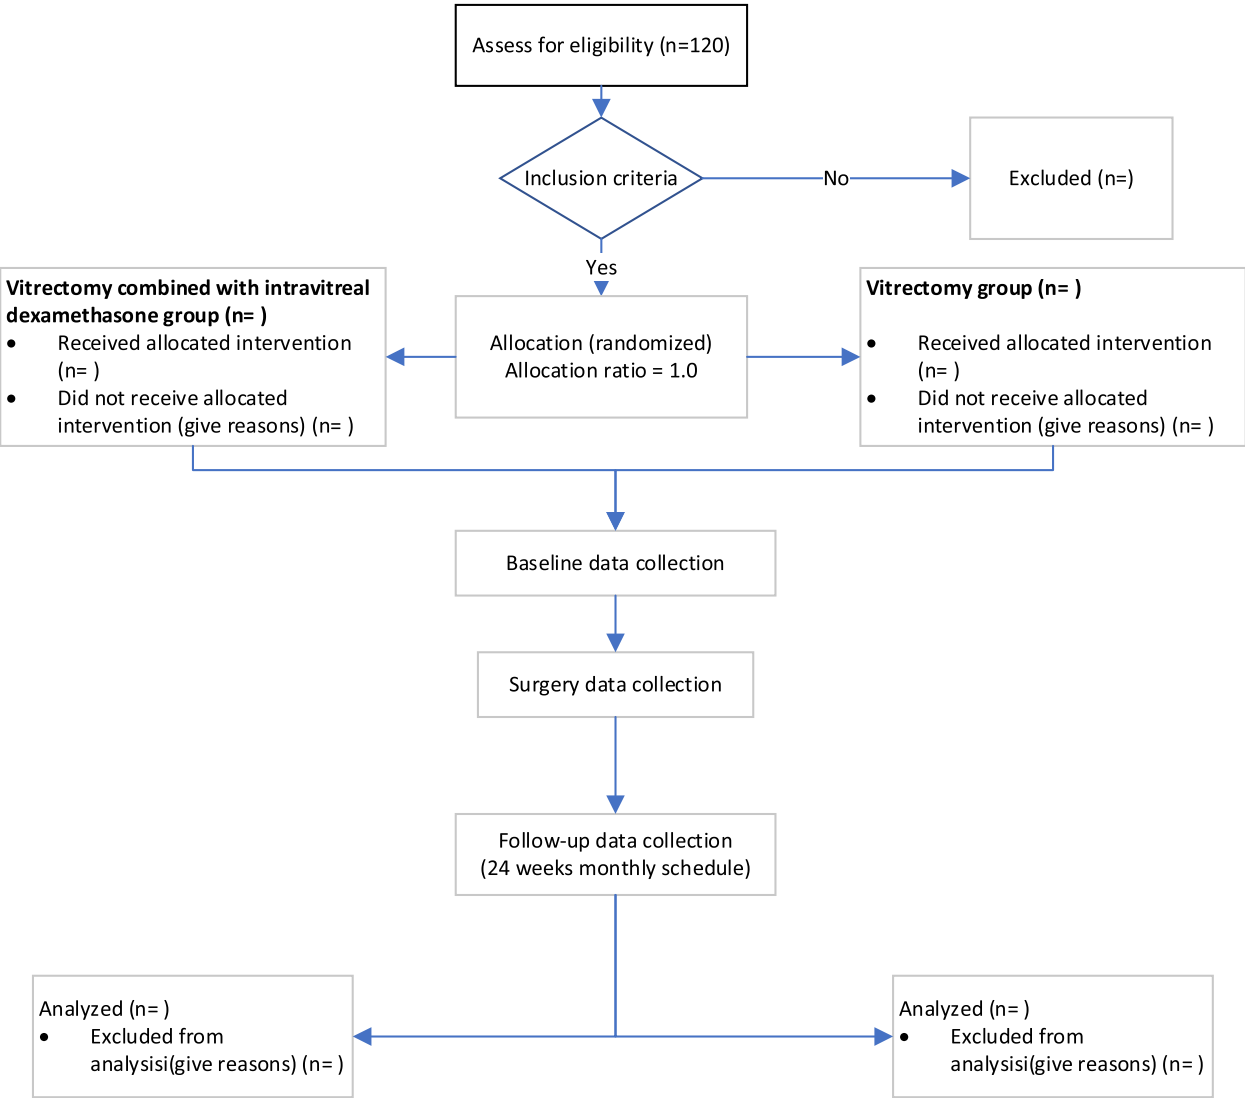 Assess for eligibility (n=120)
Inclusion criteria
No
Excluded (n=)
Yes
Vitrectomy combined with intravitreal
dexamethasone group (n= )
• Received allocated intervention
(n= )
• Did not receive allocated
intervention (give reasons) (n= )
Allocation (randomized)
Allocation ratio = 1.0
Vitrectomy group (n= )
• Received allocated intervention
(n= )
• Did not receive allocated
intervention (give reasons) (n= )
Baseline data collection
Surgery data collection
Follow-up data collection
(24 weeks monthly schedule)
Analyzed (n= )
• Excluded from
analysisi(give reasons) (n= )
Analyzed (n= )
• Excluded from
analysisi(give reasons) (n= )